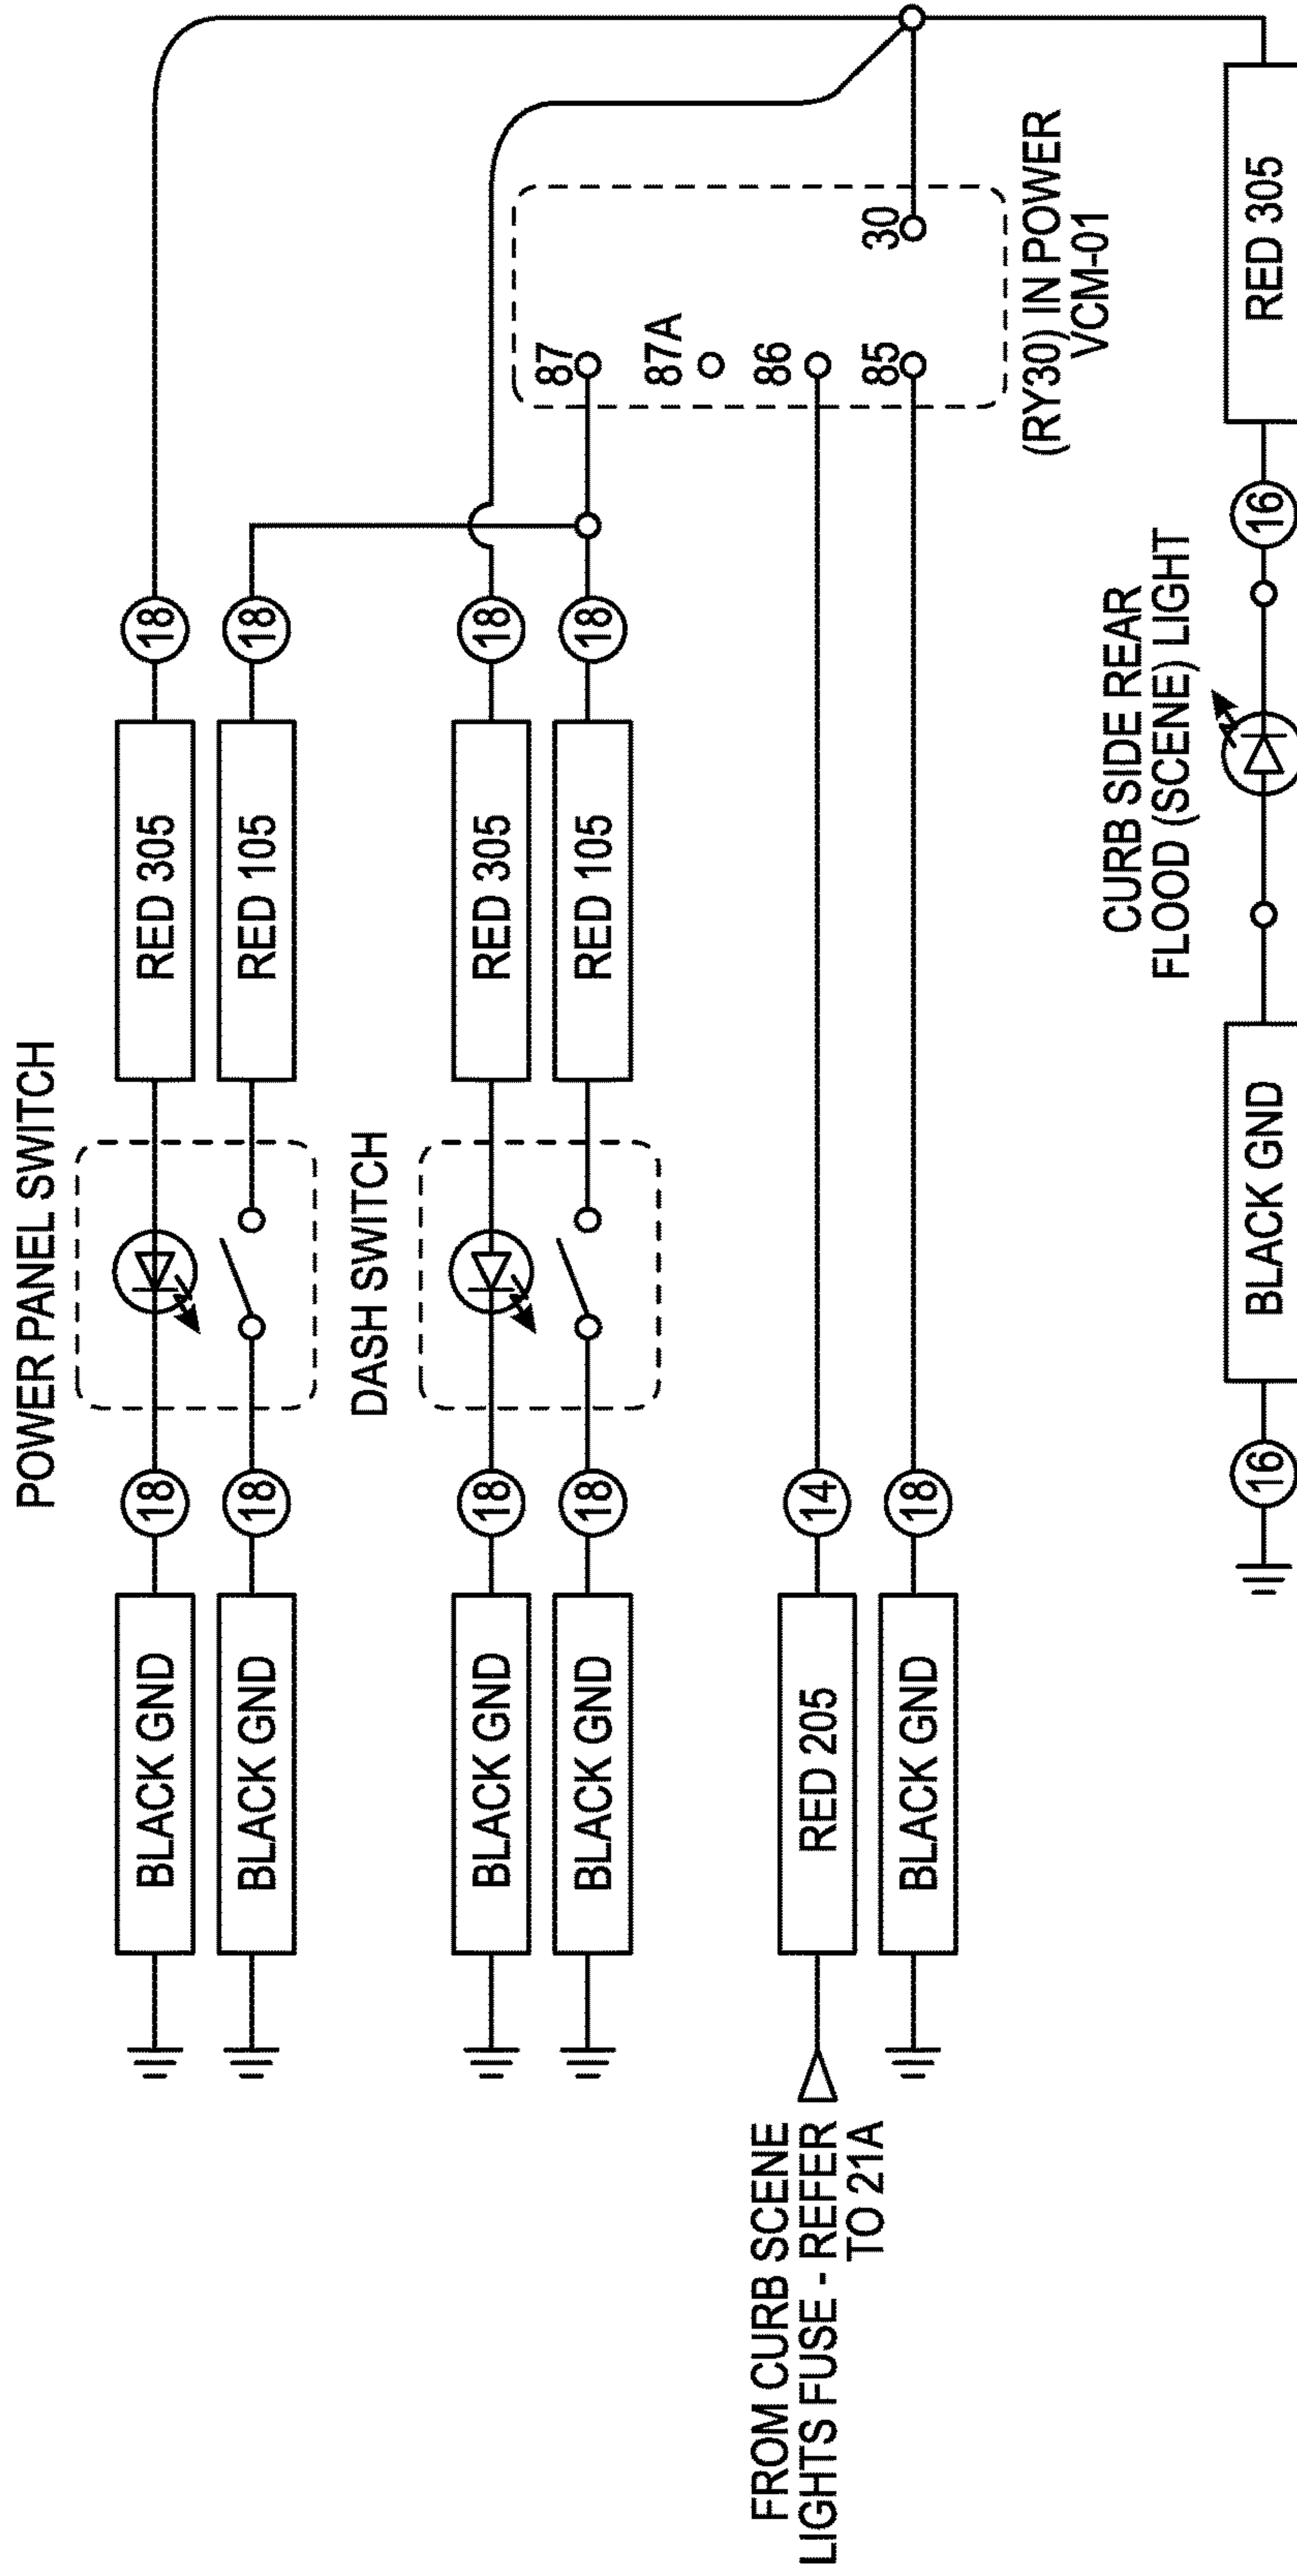 POWER PANEL SWITCH
BLACK GND
18
RED 305
18
BLACK GND
18
RED 105
18
DASH SWITCH
BLACK GND
18
RED 305
18
BLACK GND
18
RED 105
18
87
87A
86
85
30
(RY30) IN POWER
VCM-01
FROM CURB SCENE
LIGHTS FUSE - REFER
TO 21A
RED 205
14
BLACK GND
18
CURB SIDE REAR
FLOOD (SCENE) LIGHT
16
BLACK GND
16
RED 305